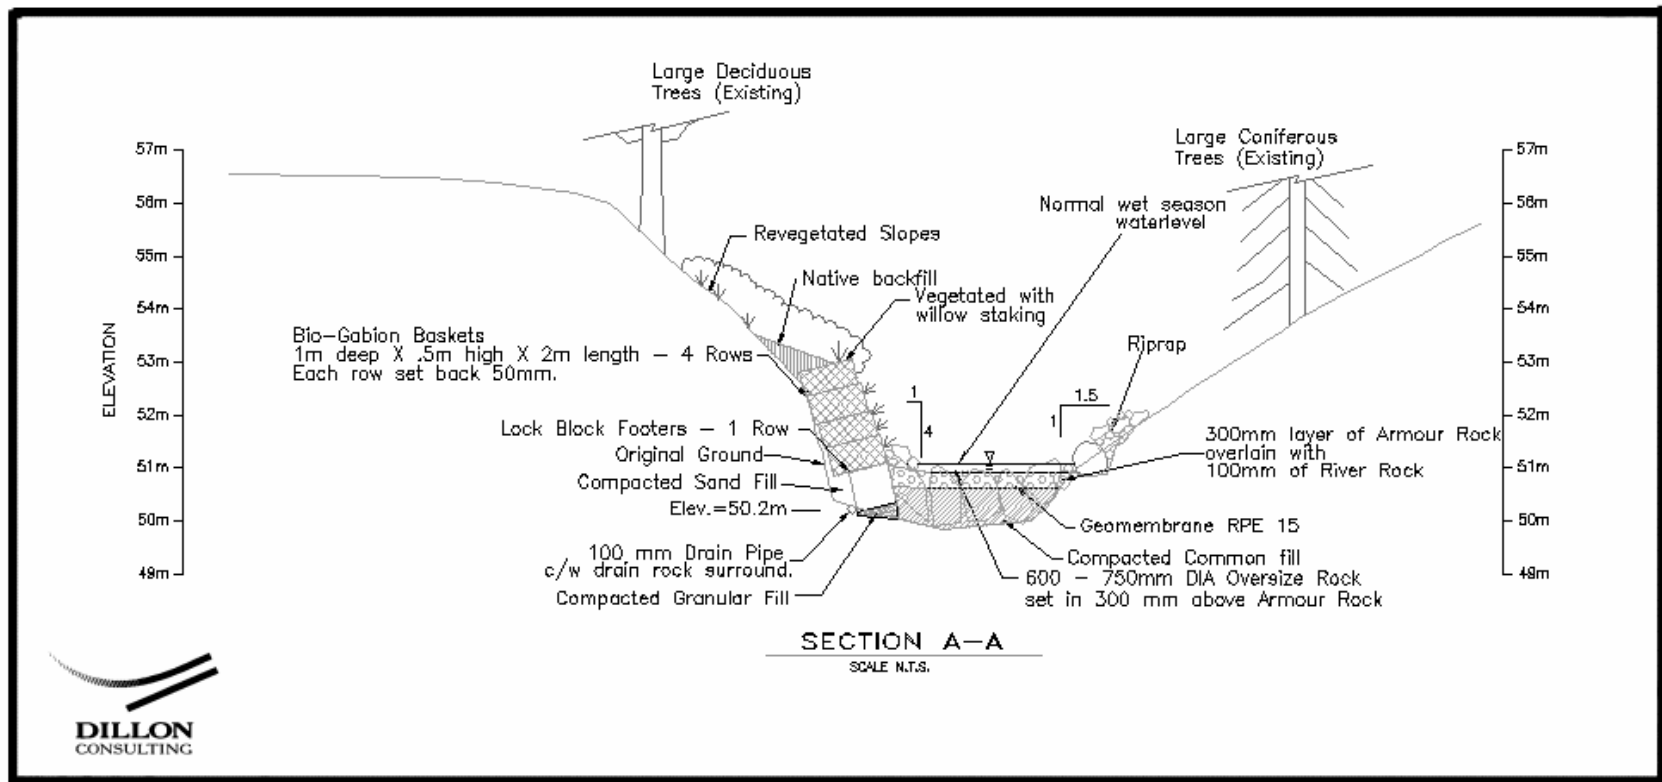 Large Deciduous
Trees (Existing)
Large Coniferous
Trees (Existing)
57m
57m
Normal wet season
waterlevel
56m
56m
Revegetated Slopes
55m
55m
Native backfill
Vegetated with
willow staking
54m
54m
ELEVATION
Bio-Gabion Baskets
1m deep X .5m high X 2m length - 4 Rows
Each row set back 50mm.
Riprap
53m
53m
1
4
1.5
1
52m
52m
Lock Block Footers - 1 Row
Original Ground
300mm layer of Armour Rock
overlain with
100mm of River Rock
51m
51m
Compacted Sand Fill
Elev.=50.2m
50m
50m
Geomembrane RPE 15
100 mm Drain Pipe
c/w drain rock surround.
Compacted Common fill
49m
49m
600 - 750mm DIA Oversize Rock
set in 300 mm above Armour Rock
Compacted Granular Fill
SECTION A-A
SCALE N.T.S.
DILLON
CONSULTING